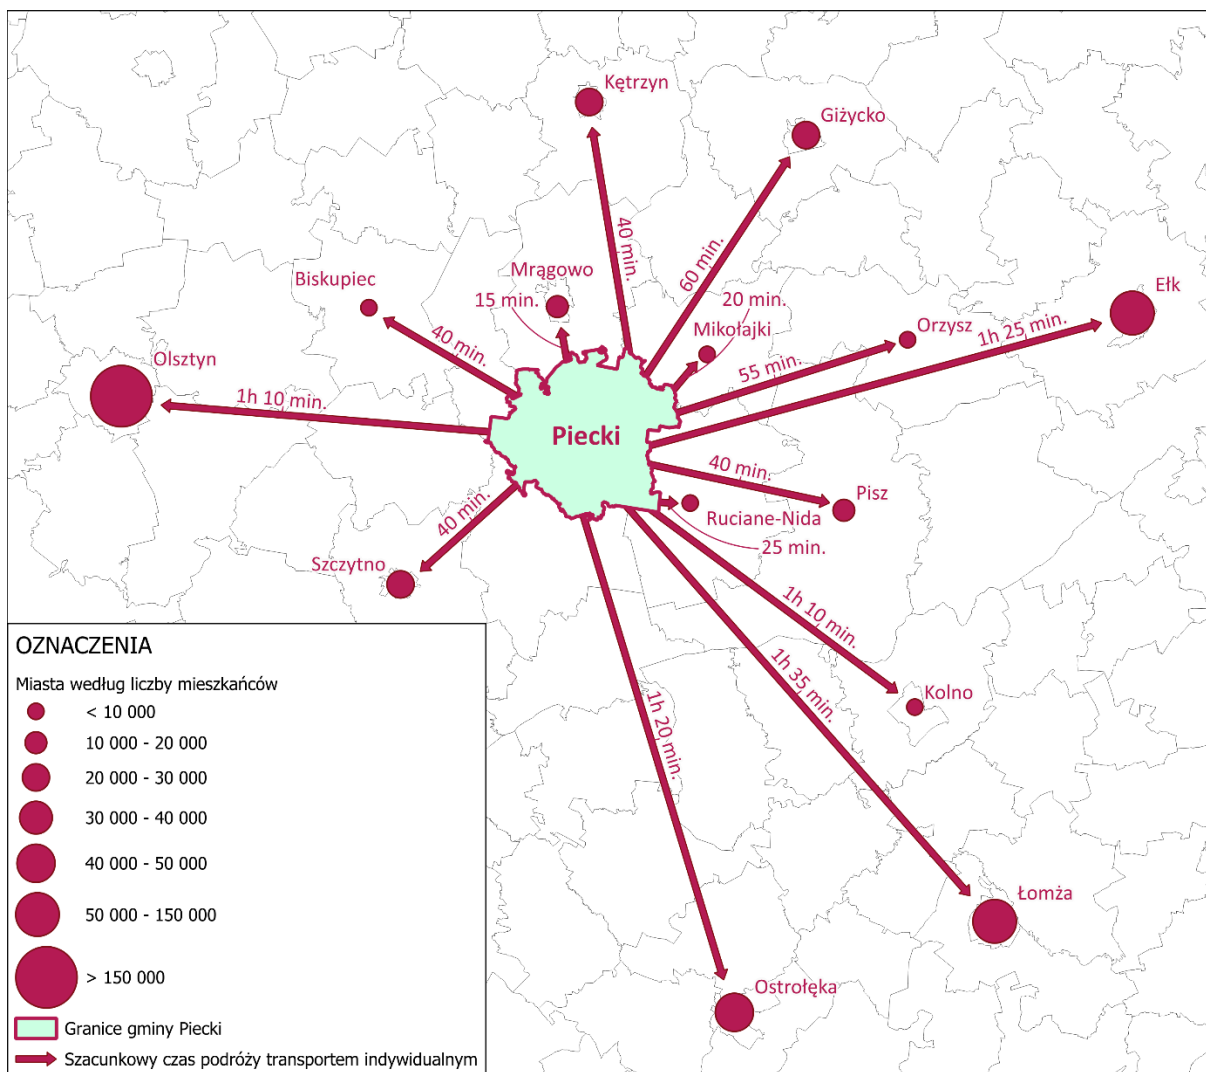 Kętrzyn
Giżycko
40 min.
60 min.
Mrągowo
15 min.
Biskupiec
40 min.
20 min.
Mikołajki
Ełk
Orzysz
1h 25 min.
55 min.
Olsztyn
1h 10 min.
Piecki
40 min.
Pisz
Ruciane-Nida
25 min.
40 min.
Szczytno
1h 10 min.
Kolno
1h 35 min.
1h 20 min.
Łomża
Ostrołęka
OZNACZENIA
Miasta według liczby mieszkańców
< 10 000
10 000 - 20 000
20 000 - 30 000
30 000 - 40 000
40 000 - 50 000
50 000 - 150 000
> 150 000
Granice gminy Piecki
Szacunkowy czas podróży transportem indywidualnym